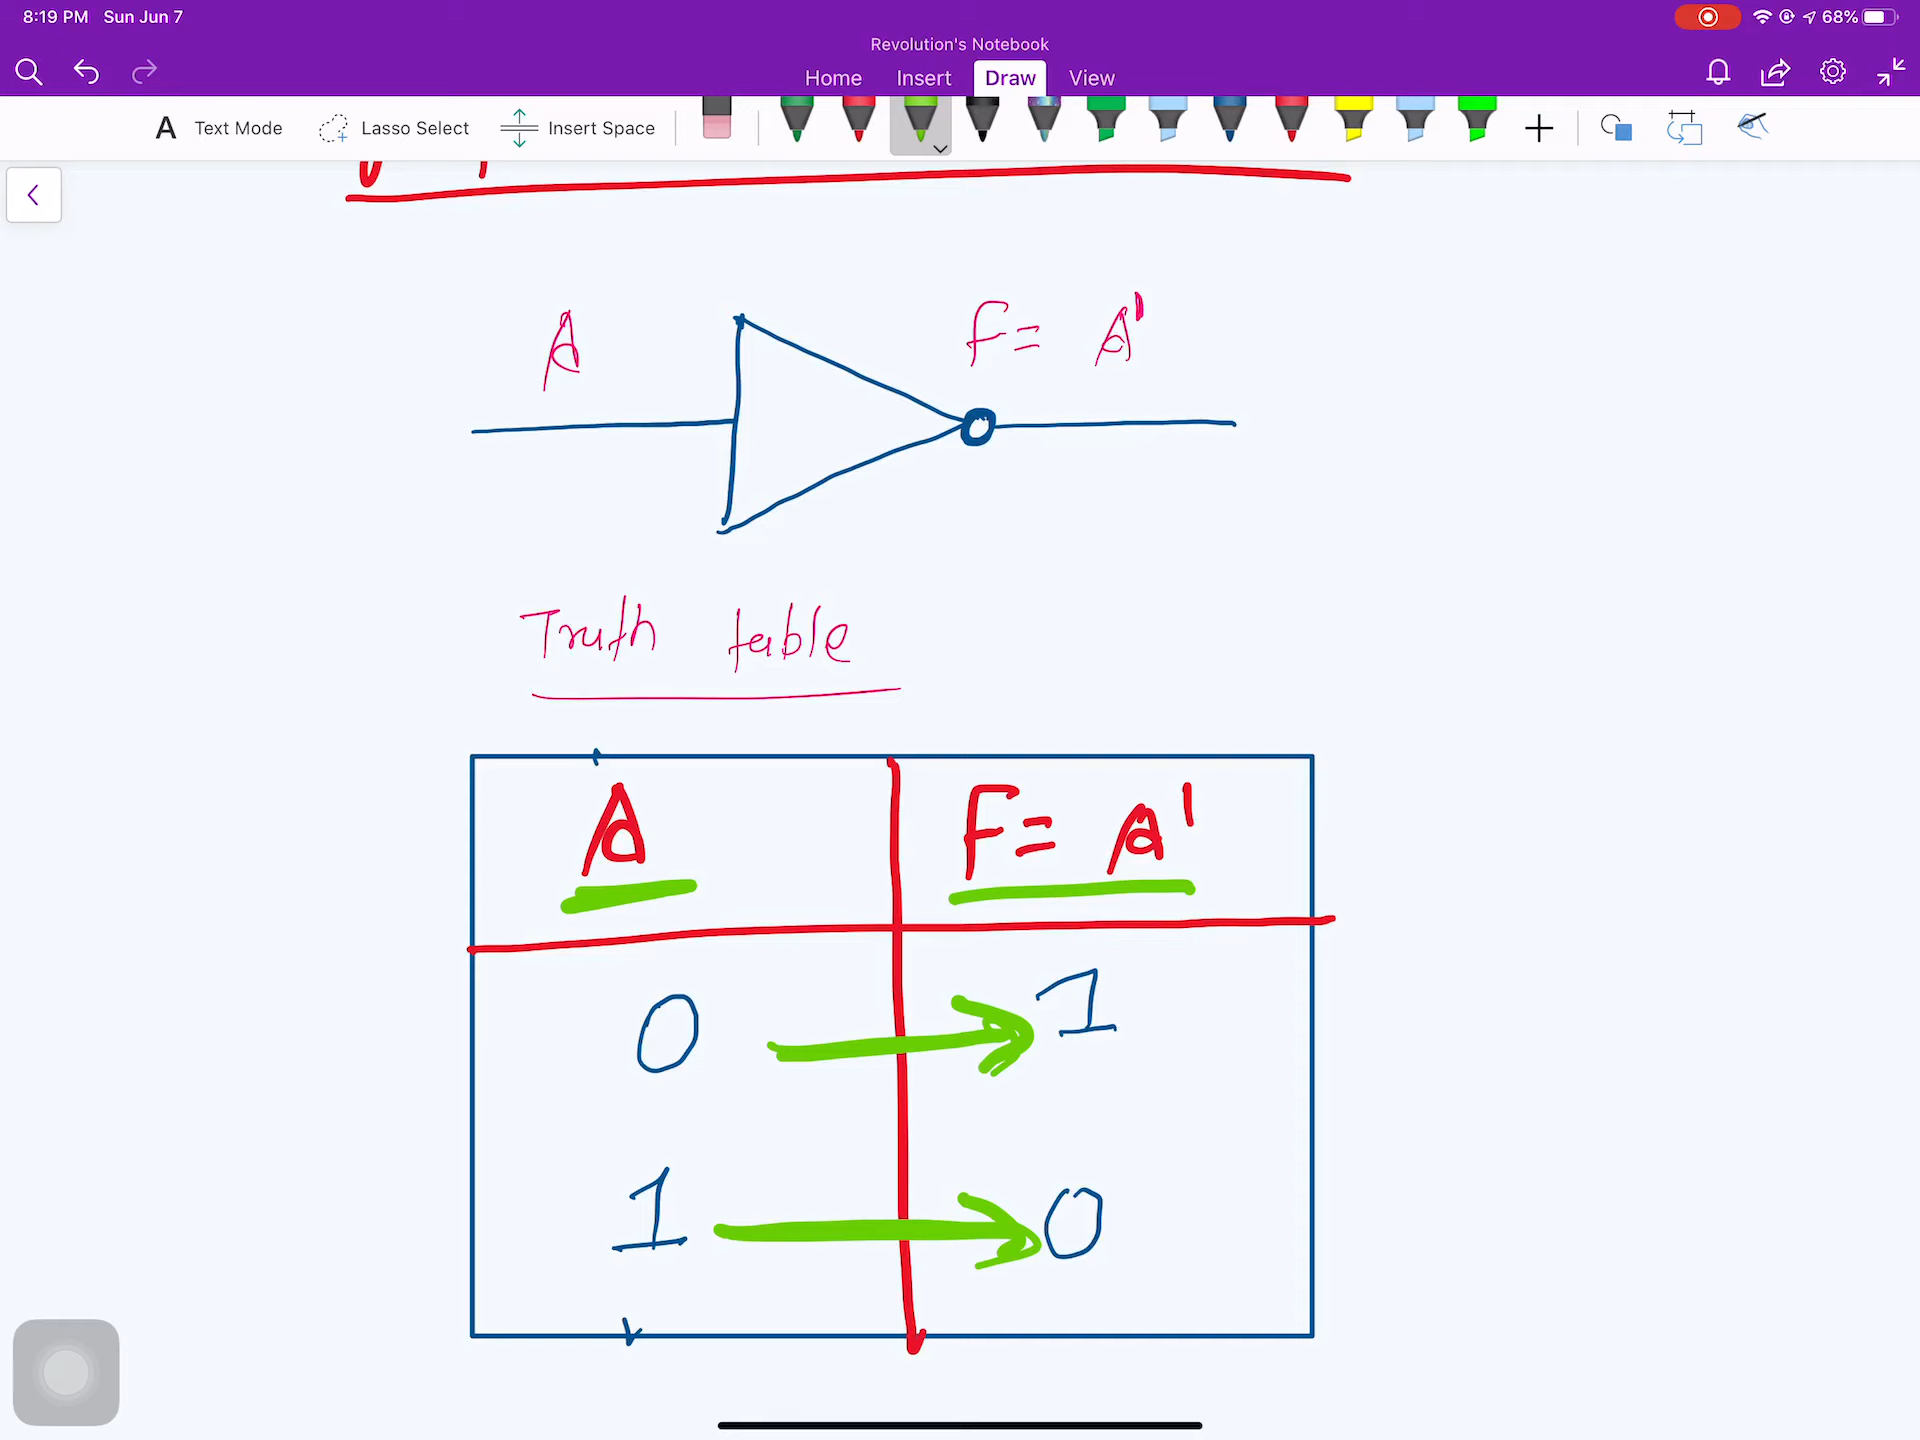 8:19 PM Sun Jun 7
68%
Revolution's Notebook
Home Insert Draw View
A Text Mode Lasso Select Insert Space
A F= A'
Truth table
A F= A'
0 1
1 0